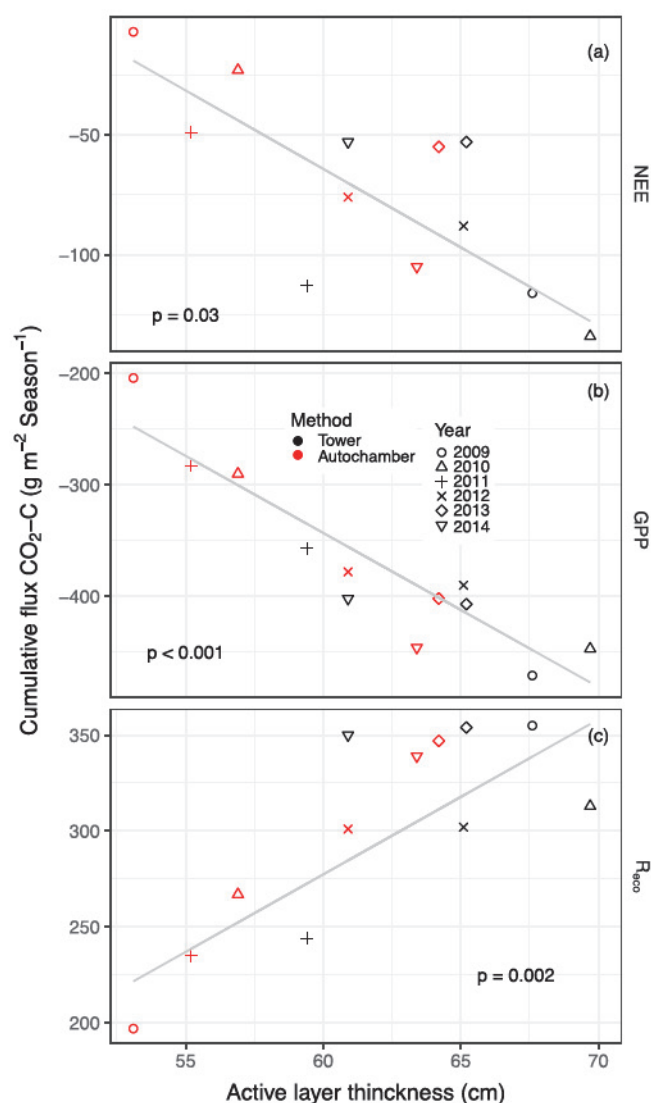 (a)
−50
−100
p = 0.03
NEE
−200
(b)
Method
Tower
Autochamber
Year
2009
2010
2011
2012
2013
2014
−300
−400
p < 0.001
GPP
Cumulative flux CO₂−C (g m⁻² Season⁻¹)
350
(c)
300
250
p = 0.002
200
Reco
55
60
65
70
Active layer thinckness (cm)